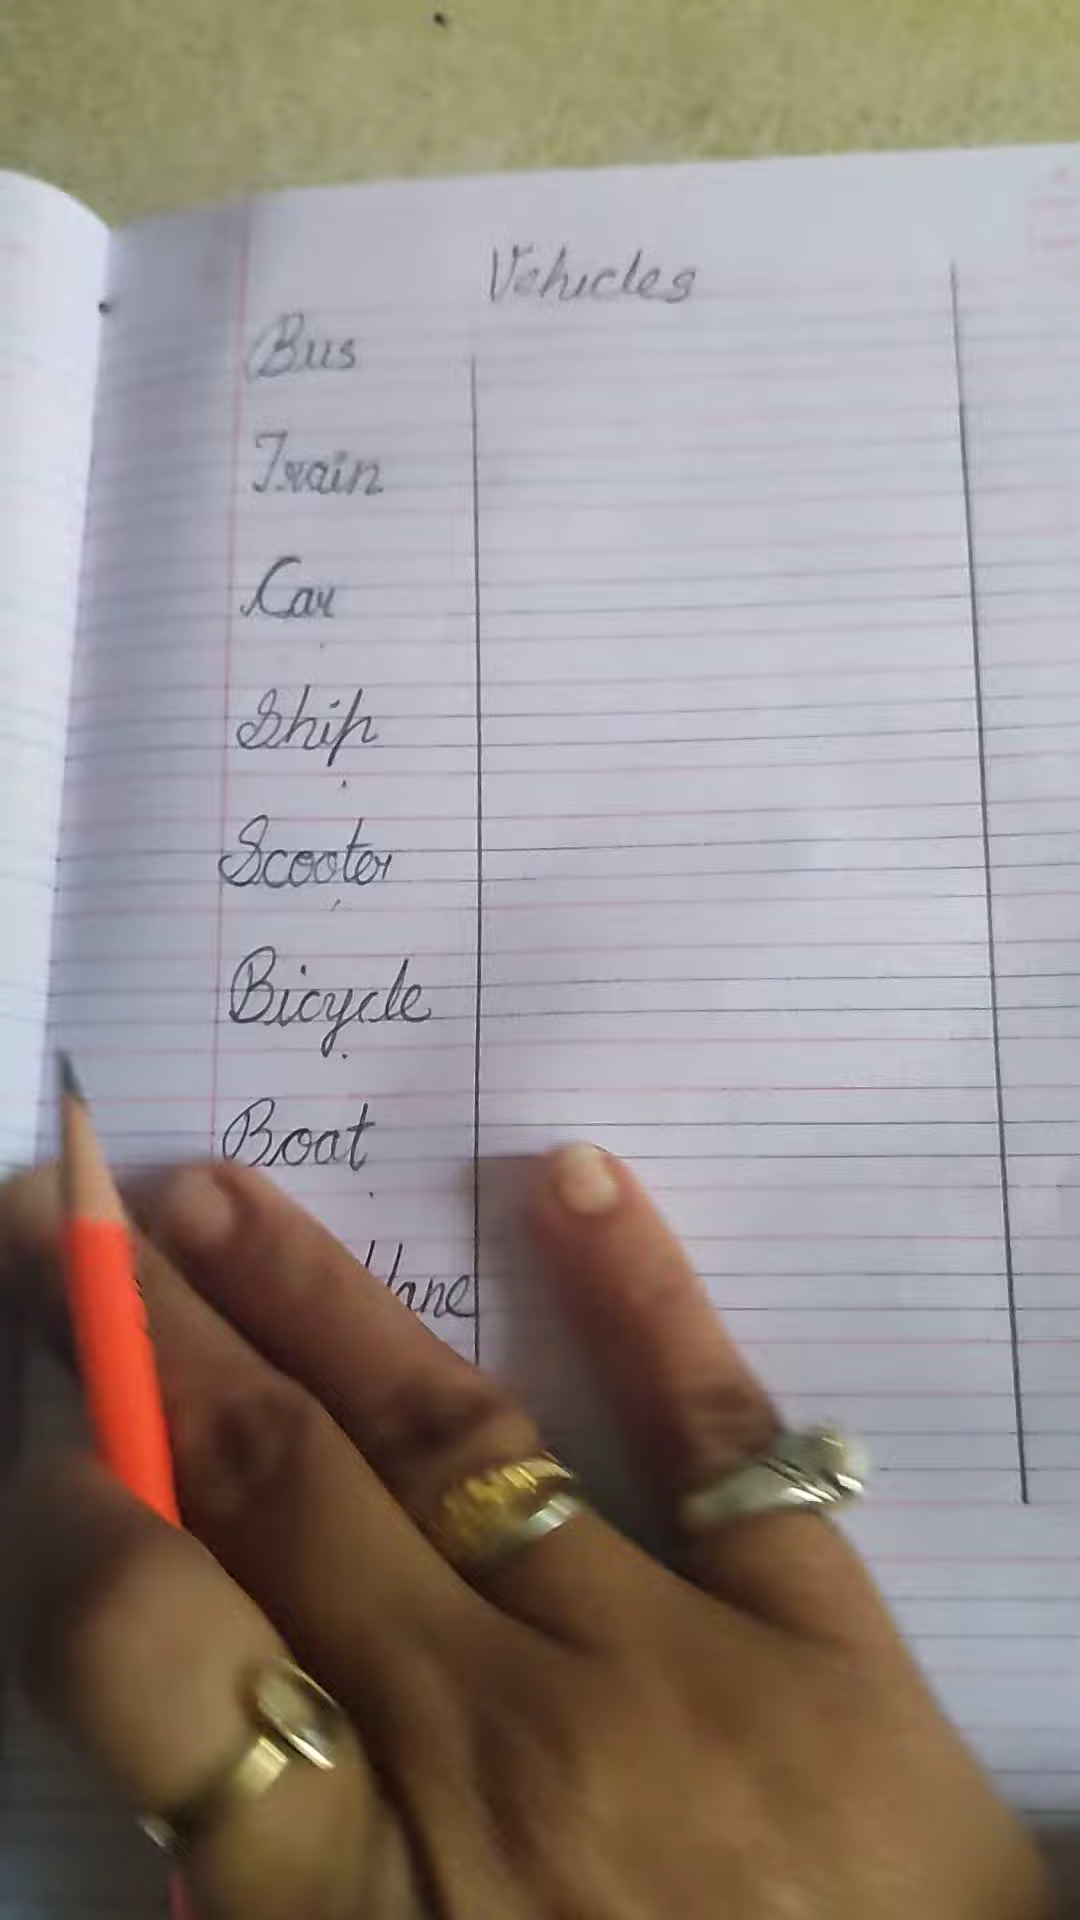 Vehicles
Bus
Train
Car
Ship
Scooter
Bicycle
Boat